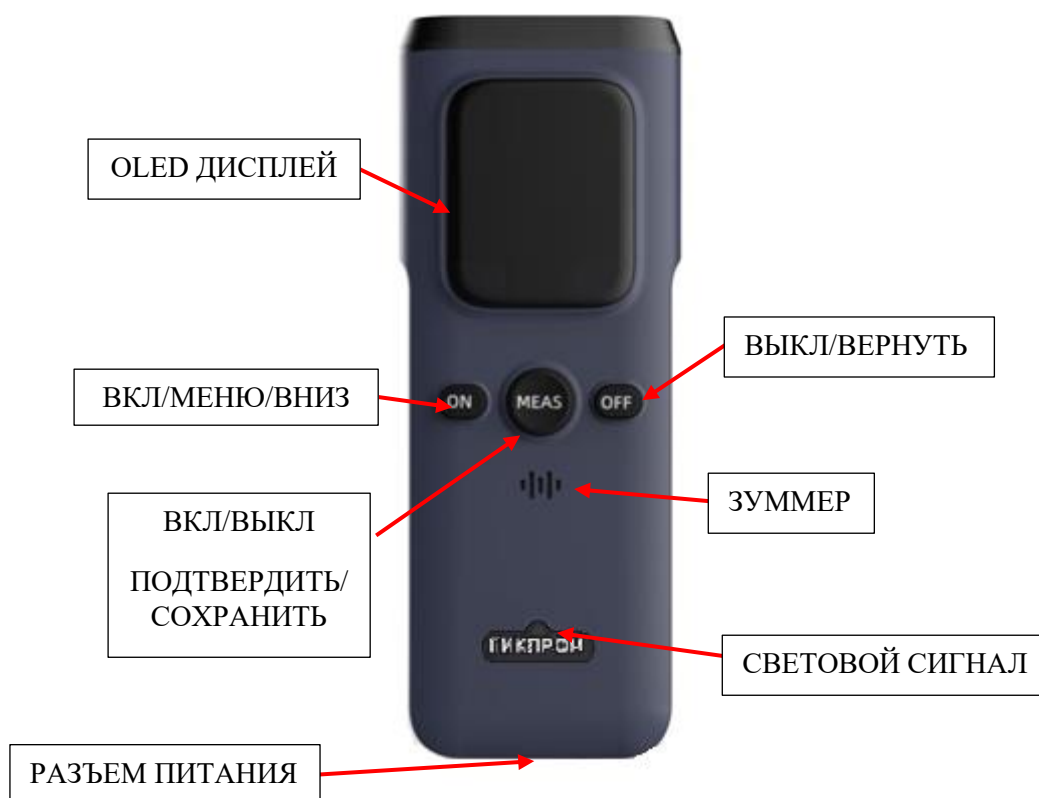 OLED ДИСПЛЕЙ
ВЫКЛ/ВЕРНУТЬ
ВКЛ/МЕНЮ/ВНИЗ
ON
MEAS
OFF
ЗУММЕР
ВКЛ/ВЫКЛ
ПОДТВЕРДИТЬ/
СОХРАНИТЬ
ГИКПРОН
СВЕТОВОЙ СИГНАЛ
РАЗЪЕМ ПИТАНИЯ